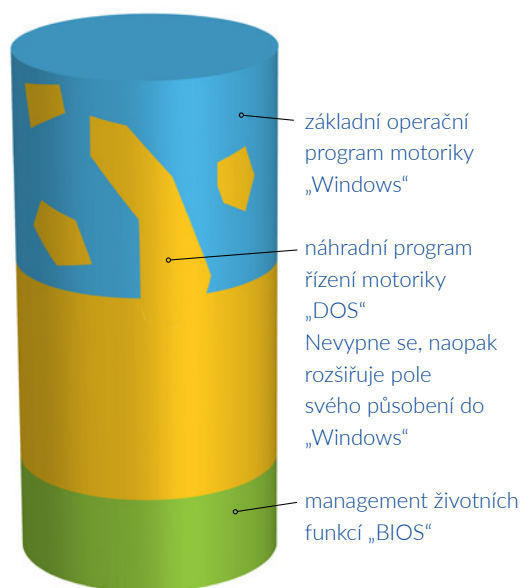 základní operační
program motoriky
„Windows“
náhradní program
řízení motoriky
„DOS“
Nevypne se, naopak
rozšiřuje pole
svého působení do
„Windows“
management životních
funkcí „BIOS“